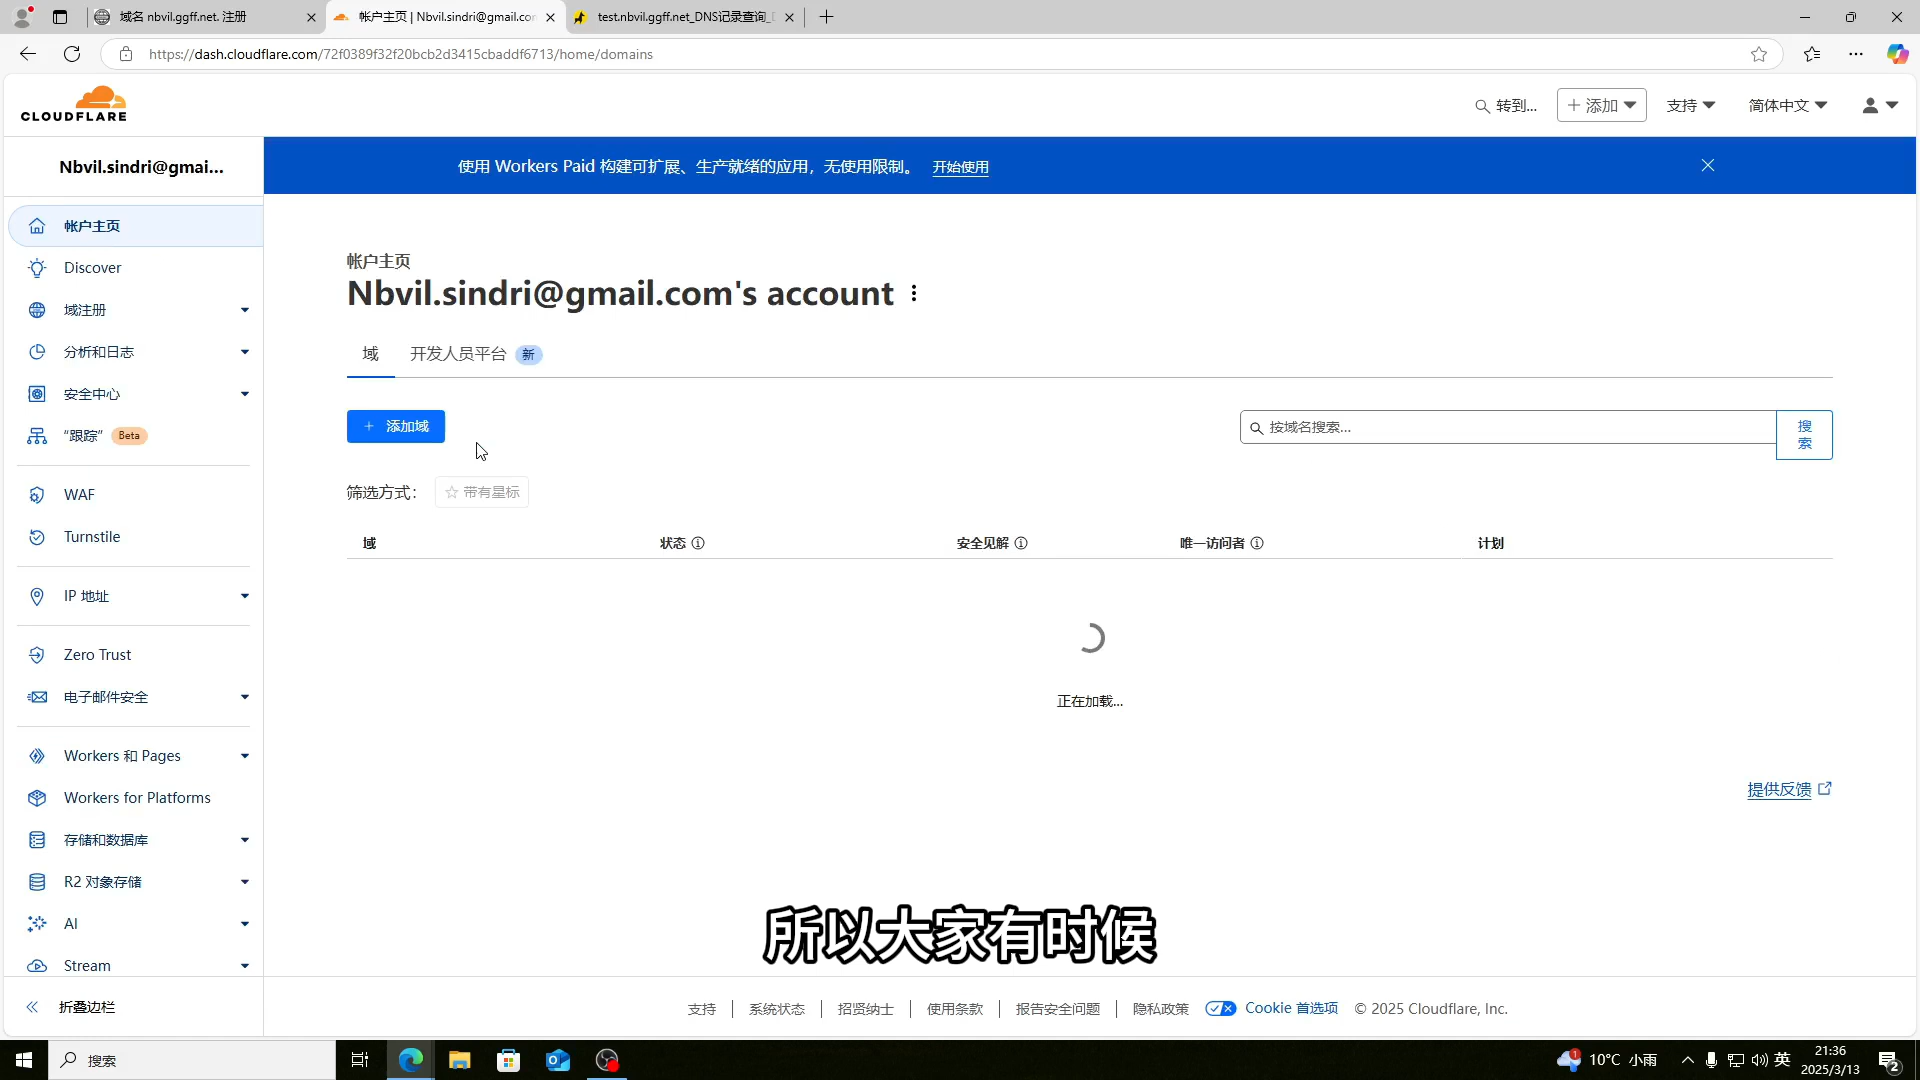 域名 nbvil.ggff.net. 注册
帐户主页 | Nbvil.sindri@gmail.co
test.nbvil.ggff.net_DNS记录查询_
https://dash.cloudflare.com/72f0389f32f20bcb2d3415cbaddf6713/home/domains
CLOUDFLARE
转到...
添加
支持
简体中文
Nbvil.sindri@gmai...
使用 Workers Paid 构建可扩展、生产就绪的应用，无使用限制。 开始使用
帐户主页
Discover
域注册
分析和日志
安全中心
“跟踪” Beta
WAF
Turnstile
IP 地址
Zero Trust
电子邮件安全
Workers 和 Pages
Workers for Platforms
存储和数据库
R2 对象存储
AI
Stream
折叠边栏
帐户主页
Nbvil.sindri@gmail.com's account
域 开发人员平台 新
+ 添加域
按域名搜索...
搜
索
筛选方式： 带有星标
域 状态 安全见解 唯一访问者 计划
正在加载...
提供反馈
所以大家有时候
支持 系统状态 招贤纳士 使用条款 报告安全问题 隐私政策 Cookie 首选项 © 2025 Cloudflare, Inc.
搜索
1
10°C 小雨
英
21:36
2025/3/13
2